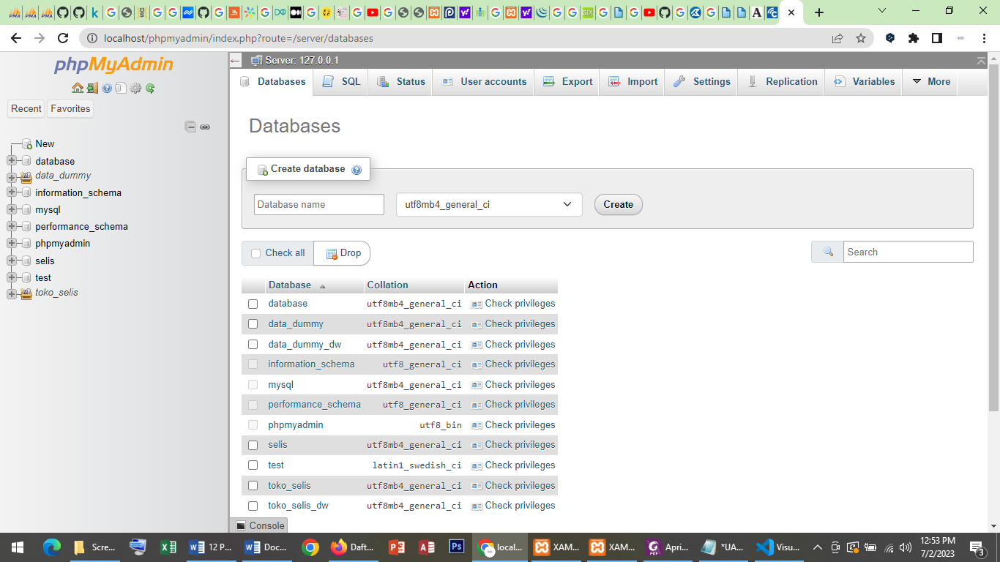 localhost/phpmyadmin/index.php?route=/server/databases
phpMyAdmin
Recent Favorites
New
database
data_dummy
information_schema
mysql
performance_schema
phpmyadmin
selis
test
toko_selis
Server: 127.0.0.1
Databases SQL Status User accounts Export Import Settings Replication Variables More
Databases
Create database
Database name utf8mb4_general_ci Create
Check all Drop Search
Database Collation Action
database utf8mb4_general_ci Check privileges
data_dummy utf8mb4_general_ci Check privileges
data_dummy_dw utf8mb4_general_ci Check privileges
information_schema utf8_general_ci Check privileges
mysql utf8mb4_general_ci Check privileges
performance_schema utf8_general_ci Check privileges
phpmyadmin utf8_bin Check privileges
selis utf8mb4_general_ci Check privileges
test latin1_swedish_ci Check privileges
toko_selis utf8mb4_general_ci Check privileges
toko_selis_dw utf8mb4_general_ci Check privileges
Console
Scre... 12 P... Doc... Daft... local... XAM... XAM... Apri... *UA... Visu...
12:53 PM
7/2/2023
3